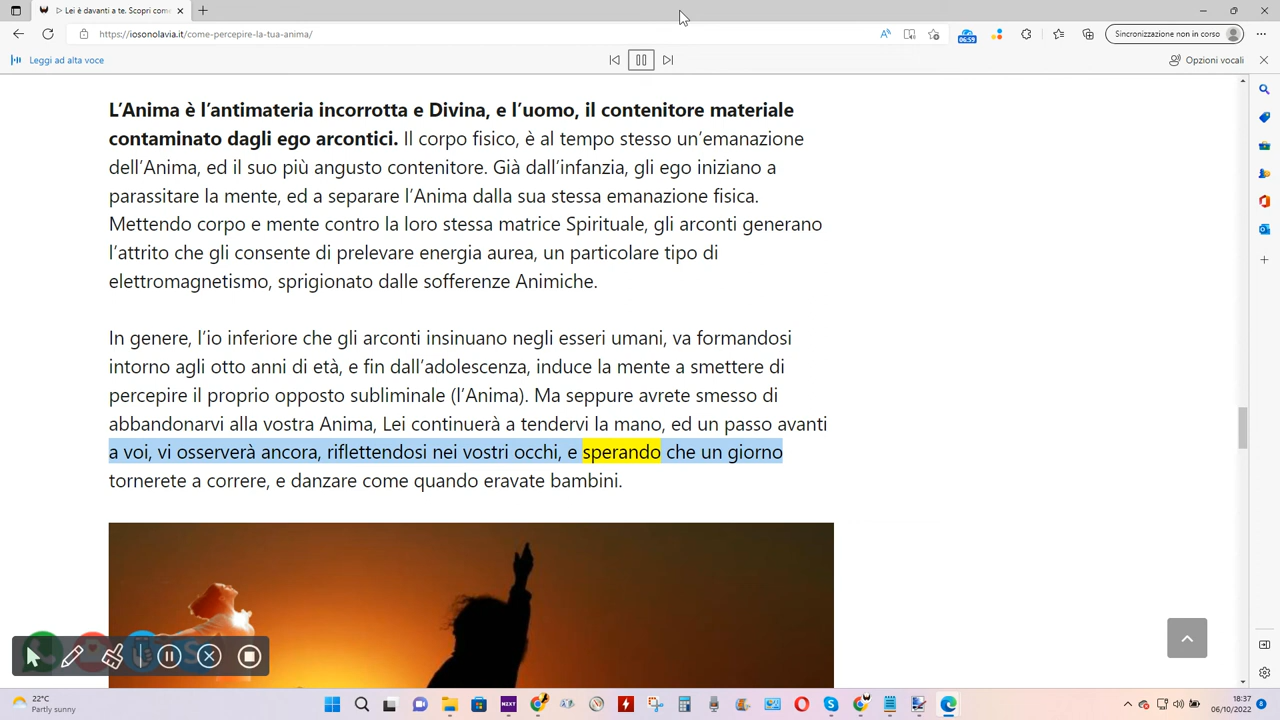 Lei è davanti a te. Scopri come
https://iosonolavia.it/come-percepire-la-tua-anima/
06:59
Sincronizzazione non in corso
Leggi ad alta voce
Opzioni vocali
L’Anima è l’antimateria incorrotta e Divina, e l’uomo, il contenitore materiale
contaminato dagli ego arcontici. Il corpo fisico, è al tempo stesso un’emanazione
dell’Anima, ed il suo più angusto contenitore. Già dall’infanzia, gli ego iniziano a
parassitare la mente, ed a separare l’Anima dalla sua stessa emanazione fisica.
Mettendo corpo e mente contro la loro stessa matrice Spirituale, gli arconti generano
l’attrito che gli consente di prelevare energia aurea, un particolare tipo di
elettromagnetismo, sprigionato dalle sofferenze Animiche.
In genere, l’io inferiore che gli arconti insinuano negli esseri umani, va formandosi
intorno agli otto anni di età, e fin dall’adolescenza, induce la mente a smettere di
percepire il proprio opposto subliminale (l’Anima). Ma seppure avrete smesso di
abbandonarvi alla vostra Anima, Lei continuerà a tendervi la mano, ed un passo avanti
a voi, vi osserverà ancora, riflettendosi nei vostri occhi, e sperando che un giorno
tornerete a correre, e danzare come quando eravate bambini.
22°C
Partly sunny
NEXT
18:37
06/10/2022